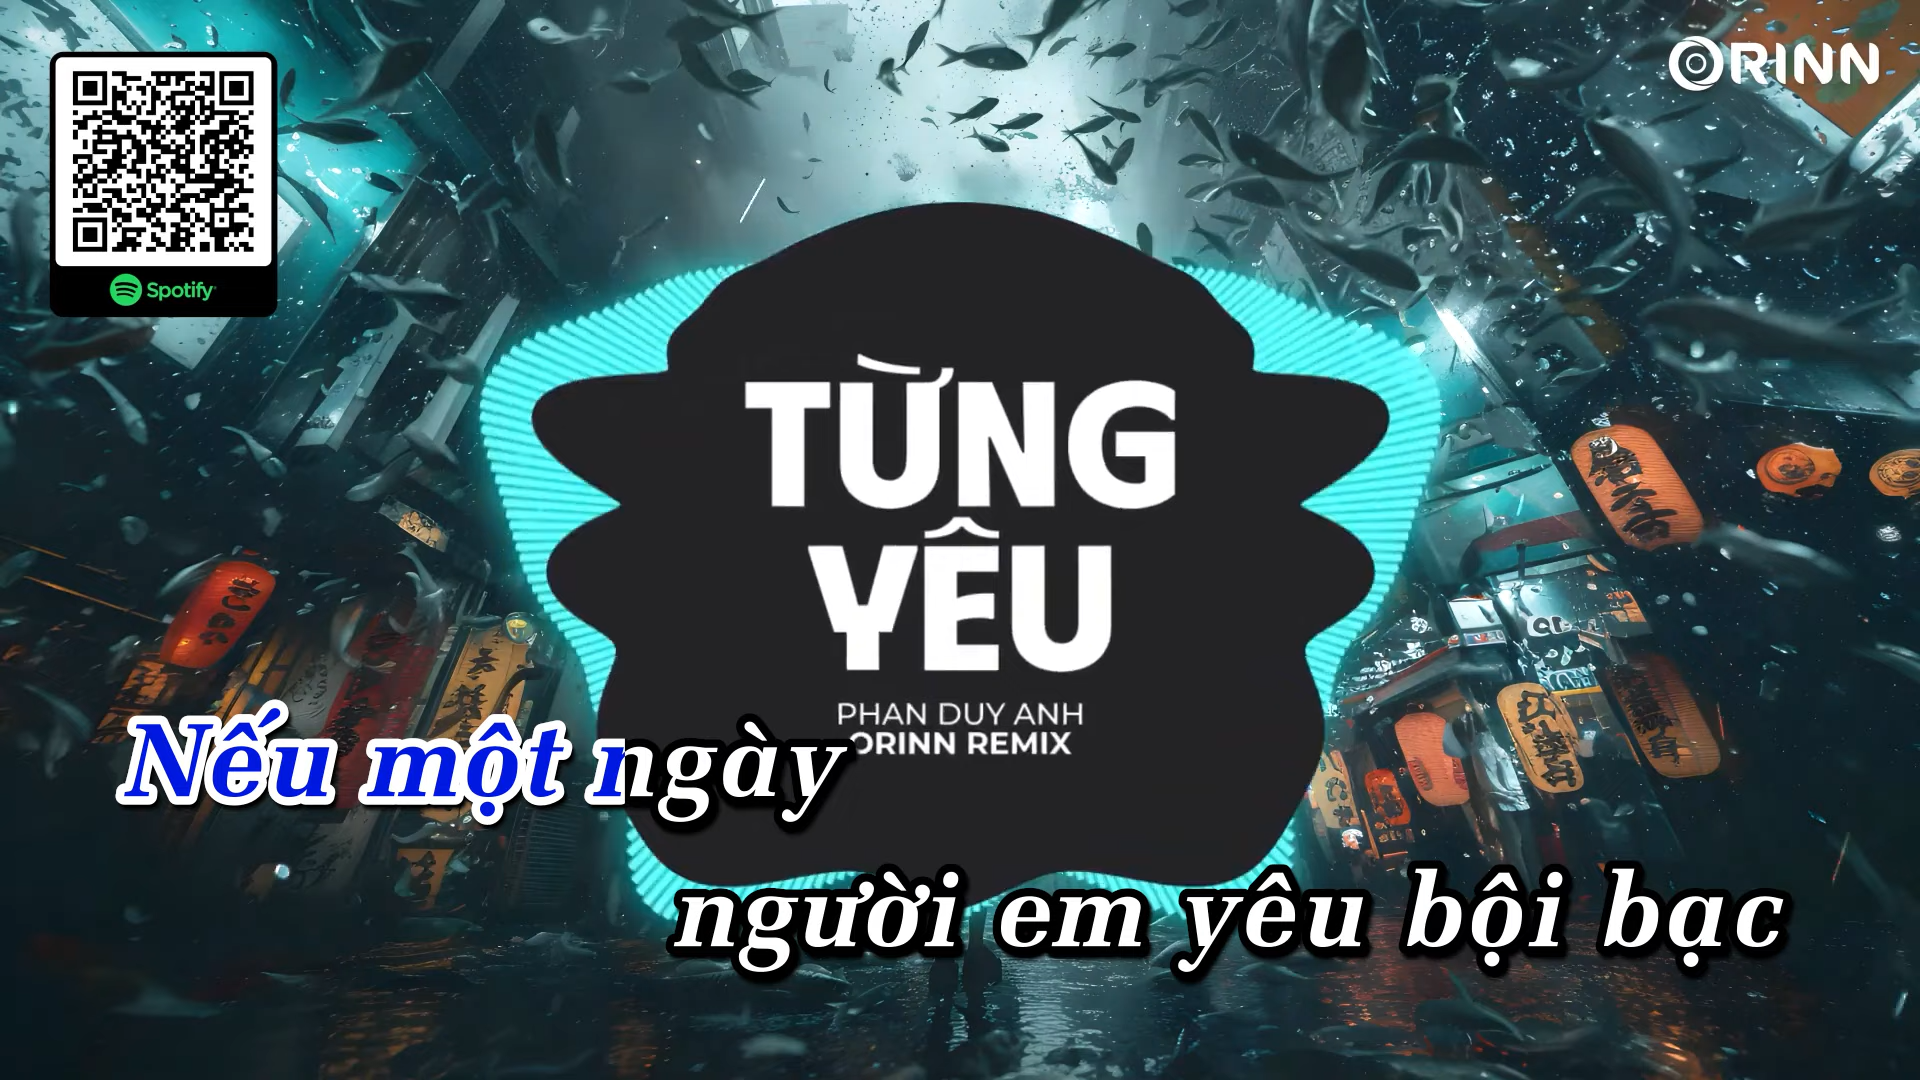 ORINN
Spotify
TỪNG
YÊU
PHAN DUY ANH
ORINN REMIX
Nếu một ngày
người em yêu bội bạc